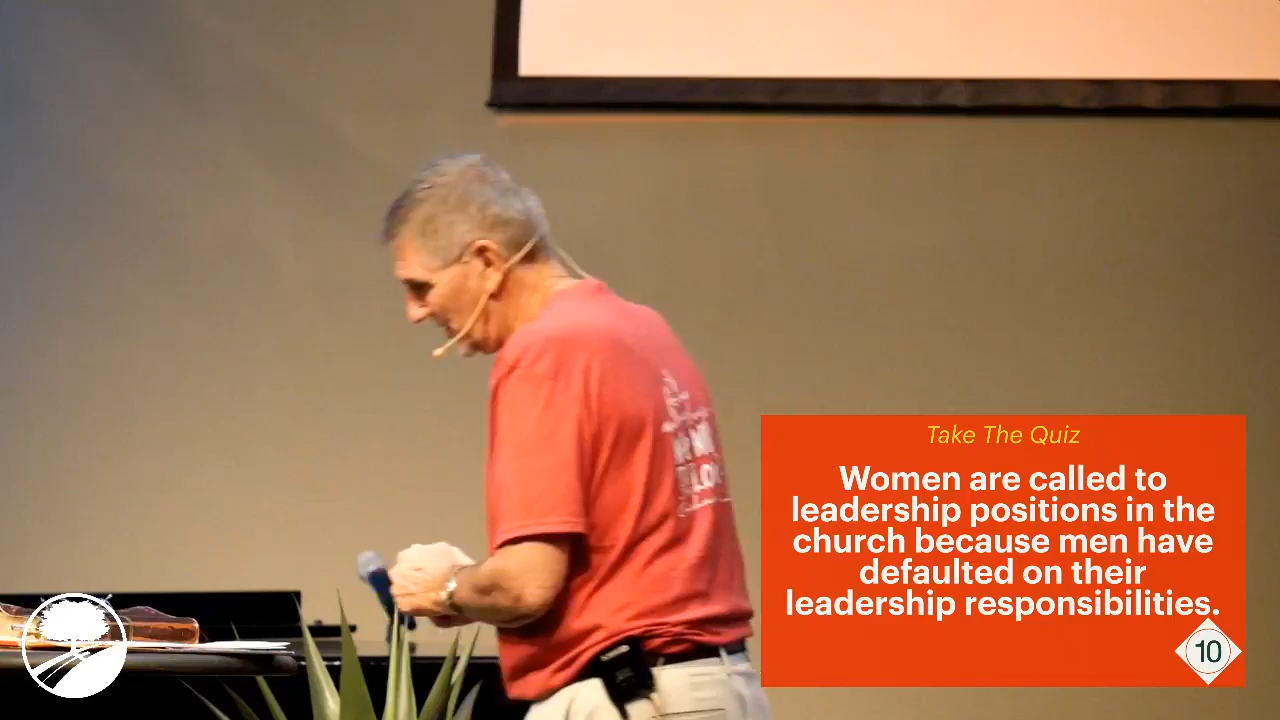 Take The Quiz
Women are called to
leadership positions in the
church because men have
defaulted on their
leadership responsibilities.
10